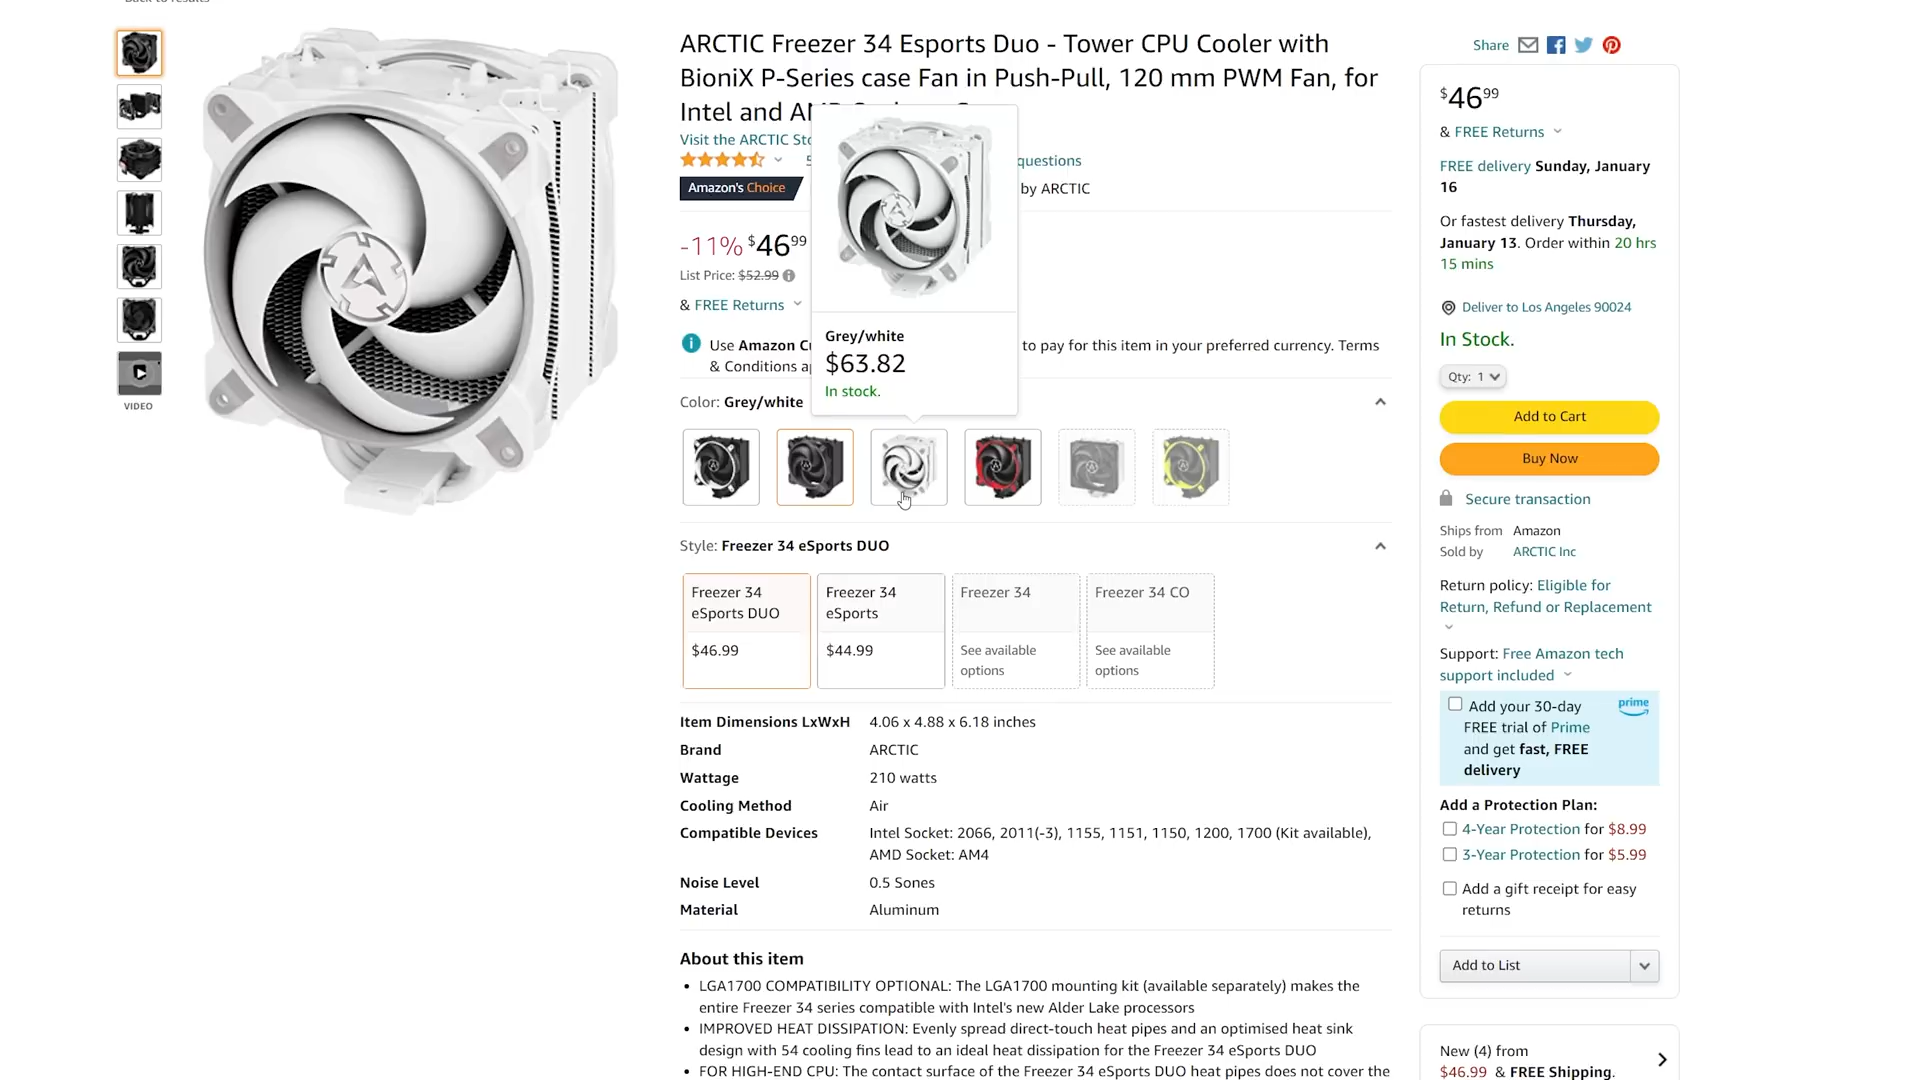 Back to results
ARCTIC Freezer 34 Esports Duo - Tower CPU Cooler with
BioniX P-Series case Fan in Push-Pull, 120 mm PWM Fan, for
Intel and
Visit the ARCTIC
questions
Amazon's Choice
by ARCTIC
-11% $46 99
List Price: $52.99
& FREE Returns
Use Amazon
to pay for this item in your preferred currency. Terms
& Conditions
Grey/white
$63.82
In stock.
Color: Grey/white
Style: Freezer 34 eSports DUO
Freezer 34
eSports DUO
$46.99
Freezer 34
eSports
$44.99
Freezer 34
See available
options
Freezer 34 CO
See available
options
Item Dimensions LxWxH 4.06 x 4.88 x 6.18 inches
Brand ARCTIC
Wattage 210 watts
Cooling Method Air
Compatible Devices Intel Socket: 2066, 2011(-3), 1155, 1151, 1150, 1200, 1700 (Kit available),
AMD Socket: AM4
Noise Level 0.5 Sones
Material Aluminum
About this item
• LGA1700 COMPATIBILITY OPTIONAL: The LGA1700 mounting kit (available separately) makes the
entire Freezer 34 series compatible with Intel's new Alder Lake processors
• IMPROVED HEAT DISSIPATION: Evenly spread direct-touch heat pipes and an optimised heat sink
design with 54 cooling fins lead to an ideal heat dissipation for the Freezer 34 eSports DUO
• FOR HIGH-END CPU: The contact surface of the Freezer 34 eSports DUO heat pipes does not cover the
VIDEO
Share
$46 99
& FREE Returns
FREE delivery Sunday, January
16
Or fastest delivery Thursday,
January 13. Order within 20 hrs
15 mins
Deliver to Los Angeles 90024
In Stock.
Qty: 1
Add to Cart
Buy Now
Secure transaction
Ships from Amazon
Sold by ARCTIC Inc
Return policy: Eligible for
Return, Refund or Replacement
Support: Free Amazon tech
support included
Add your 30-day
prime
FREE trial of Prime
and get fast, FREE
delivery
Add a Protection Plan:
4-Year Protection for $8.99
3-Year Protection for $5.99
Add a gift receipt for easy
returns
Add to List
New (4) from
$46.99 & FREE Shipping.